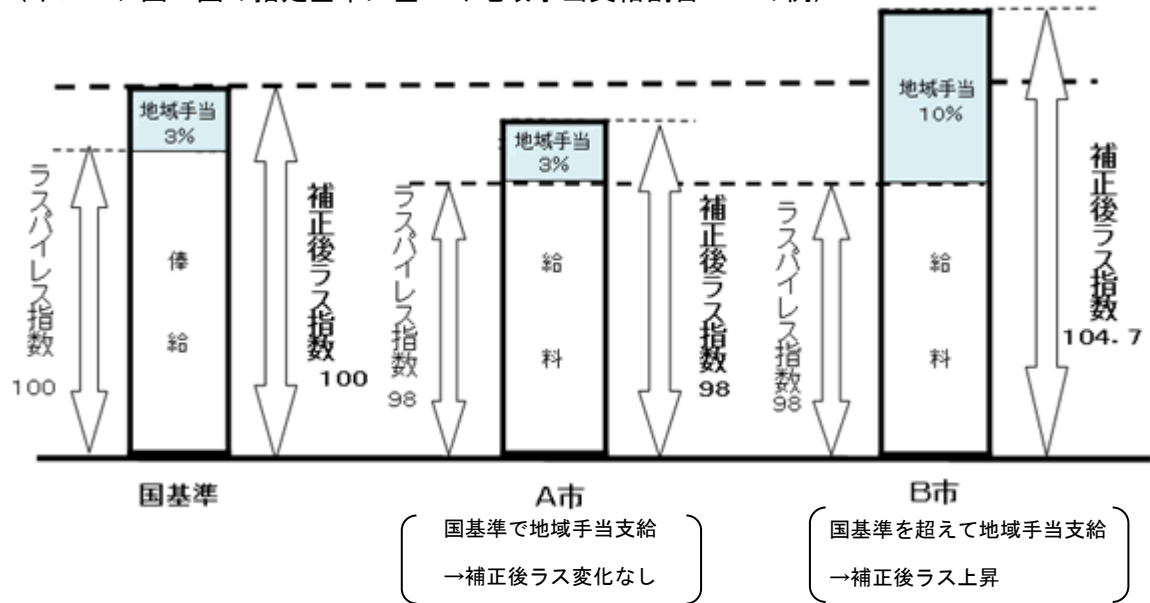 地域手当
3%
ラスパイレス指数
100
俸
給
補正後ラス指数
100
国基準
地域手当
3%
ラスパイレス指数
98
給
料
補正後ラス指数
98
A市
国基準で地域手当支給
→補正後ラス変化なし
地域手当
10%
ラスパイレス指数
98
給
料
補正後ラス指数
104.7
B市
国基準を超えて地域手当支給
→補正後ラス上昇